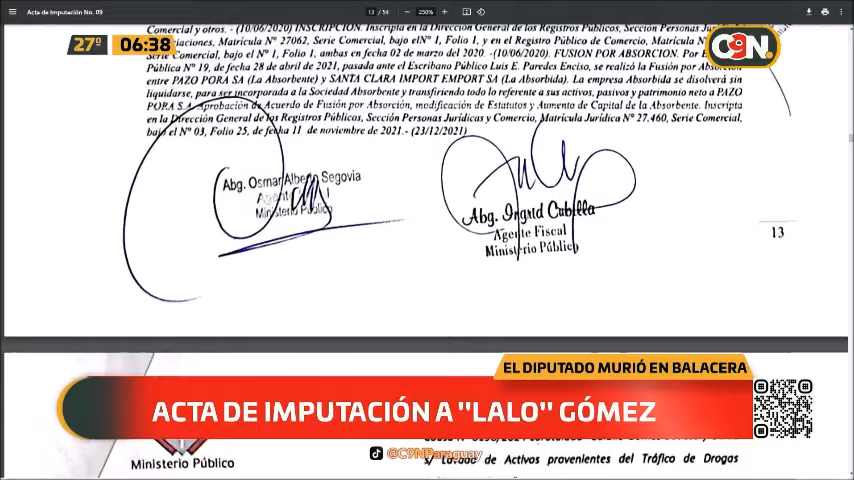 Acta de Imputación No. 09
13 / 54
250%
Comercial y otros. - (10/06/2020) INSCRIPCION. Inscripta en la Dirección General de los Registros Públicos, Sección Personas
Matrícula N° 27062, Serie Comercial, bajo elN° 1, Folio 1, y en el Registro Público de Comercio, Matrícula
Serie Comercial, bajo el N° 1, Folio 1, ambas en fecha 02 de marzo del 2020. - (10/06/2020). FUSION POR ABSORCION. Por
Pública N° 19, de fecha 28 de abril de 2021, pasada ante el Escribano Público Luis E. Paredes Enciso, se realizó la Fusión por Absorción
entre PAZO PORA SA (La Absorbente) y SANTA CLARA IMPORT EMPORT SA (La Absorbida). La empresa Absorbida se disolverá sin
liquidarse, para ser incorporada a la Sociedad Absorbente y transfiriendo todo lo referente a sus activos, pasivos y patrimonio neto a PAZO
PORA S.A. Aprobación de Acuerdo de Fusión por Absorción, modificación de Estatutos y Aumento de Capital de la Absorbente. Inscripta
en la Dirección General de los Registros Públicos, Sección Personas Jurídicas y Comercio, Matrícula Jurídica N° 27.460, Serie Comercial,
bajo el N° 03, Folio 25, de fecha 11 de noviembre de 2021.- (23/12/2021)
27° 06:38
C9N.
Abg. Osmar Alberto Segovia
Agente
Ministerio Público
Abg. Ingrid Cubilla
Agente Fiscal
Ministerio Público
13
EL DIPUTADO MURIÓ EN BALACERA
ACTA DE IMPUTACIÓN A "LALO" GÓMEZ
Ministerio Público
@C9NParaguay
s/ Lavado de Activos provenientes del Tráfico de Drogas